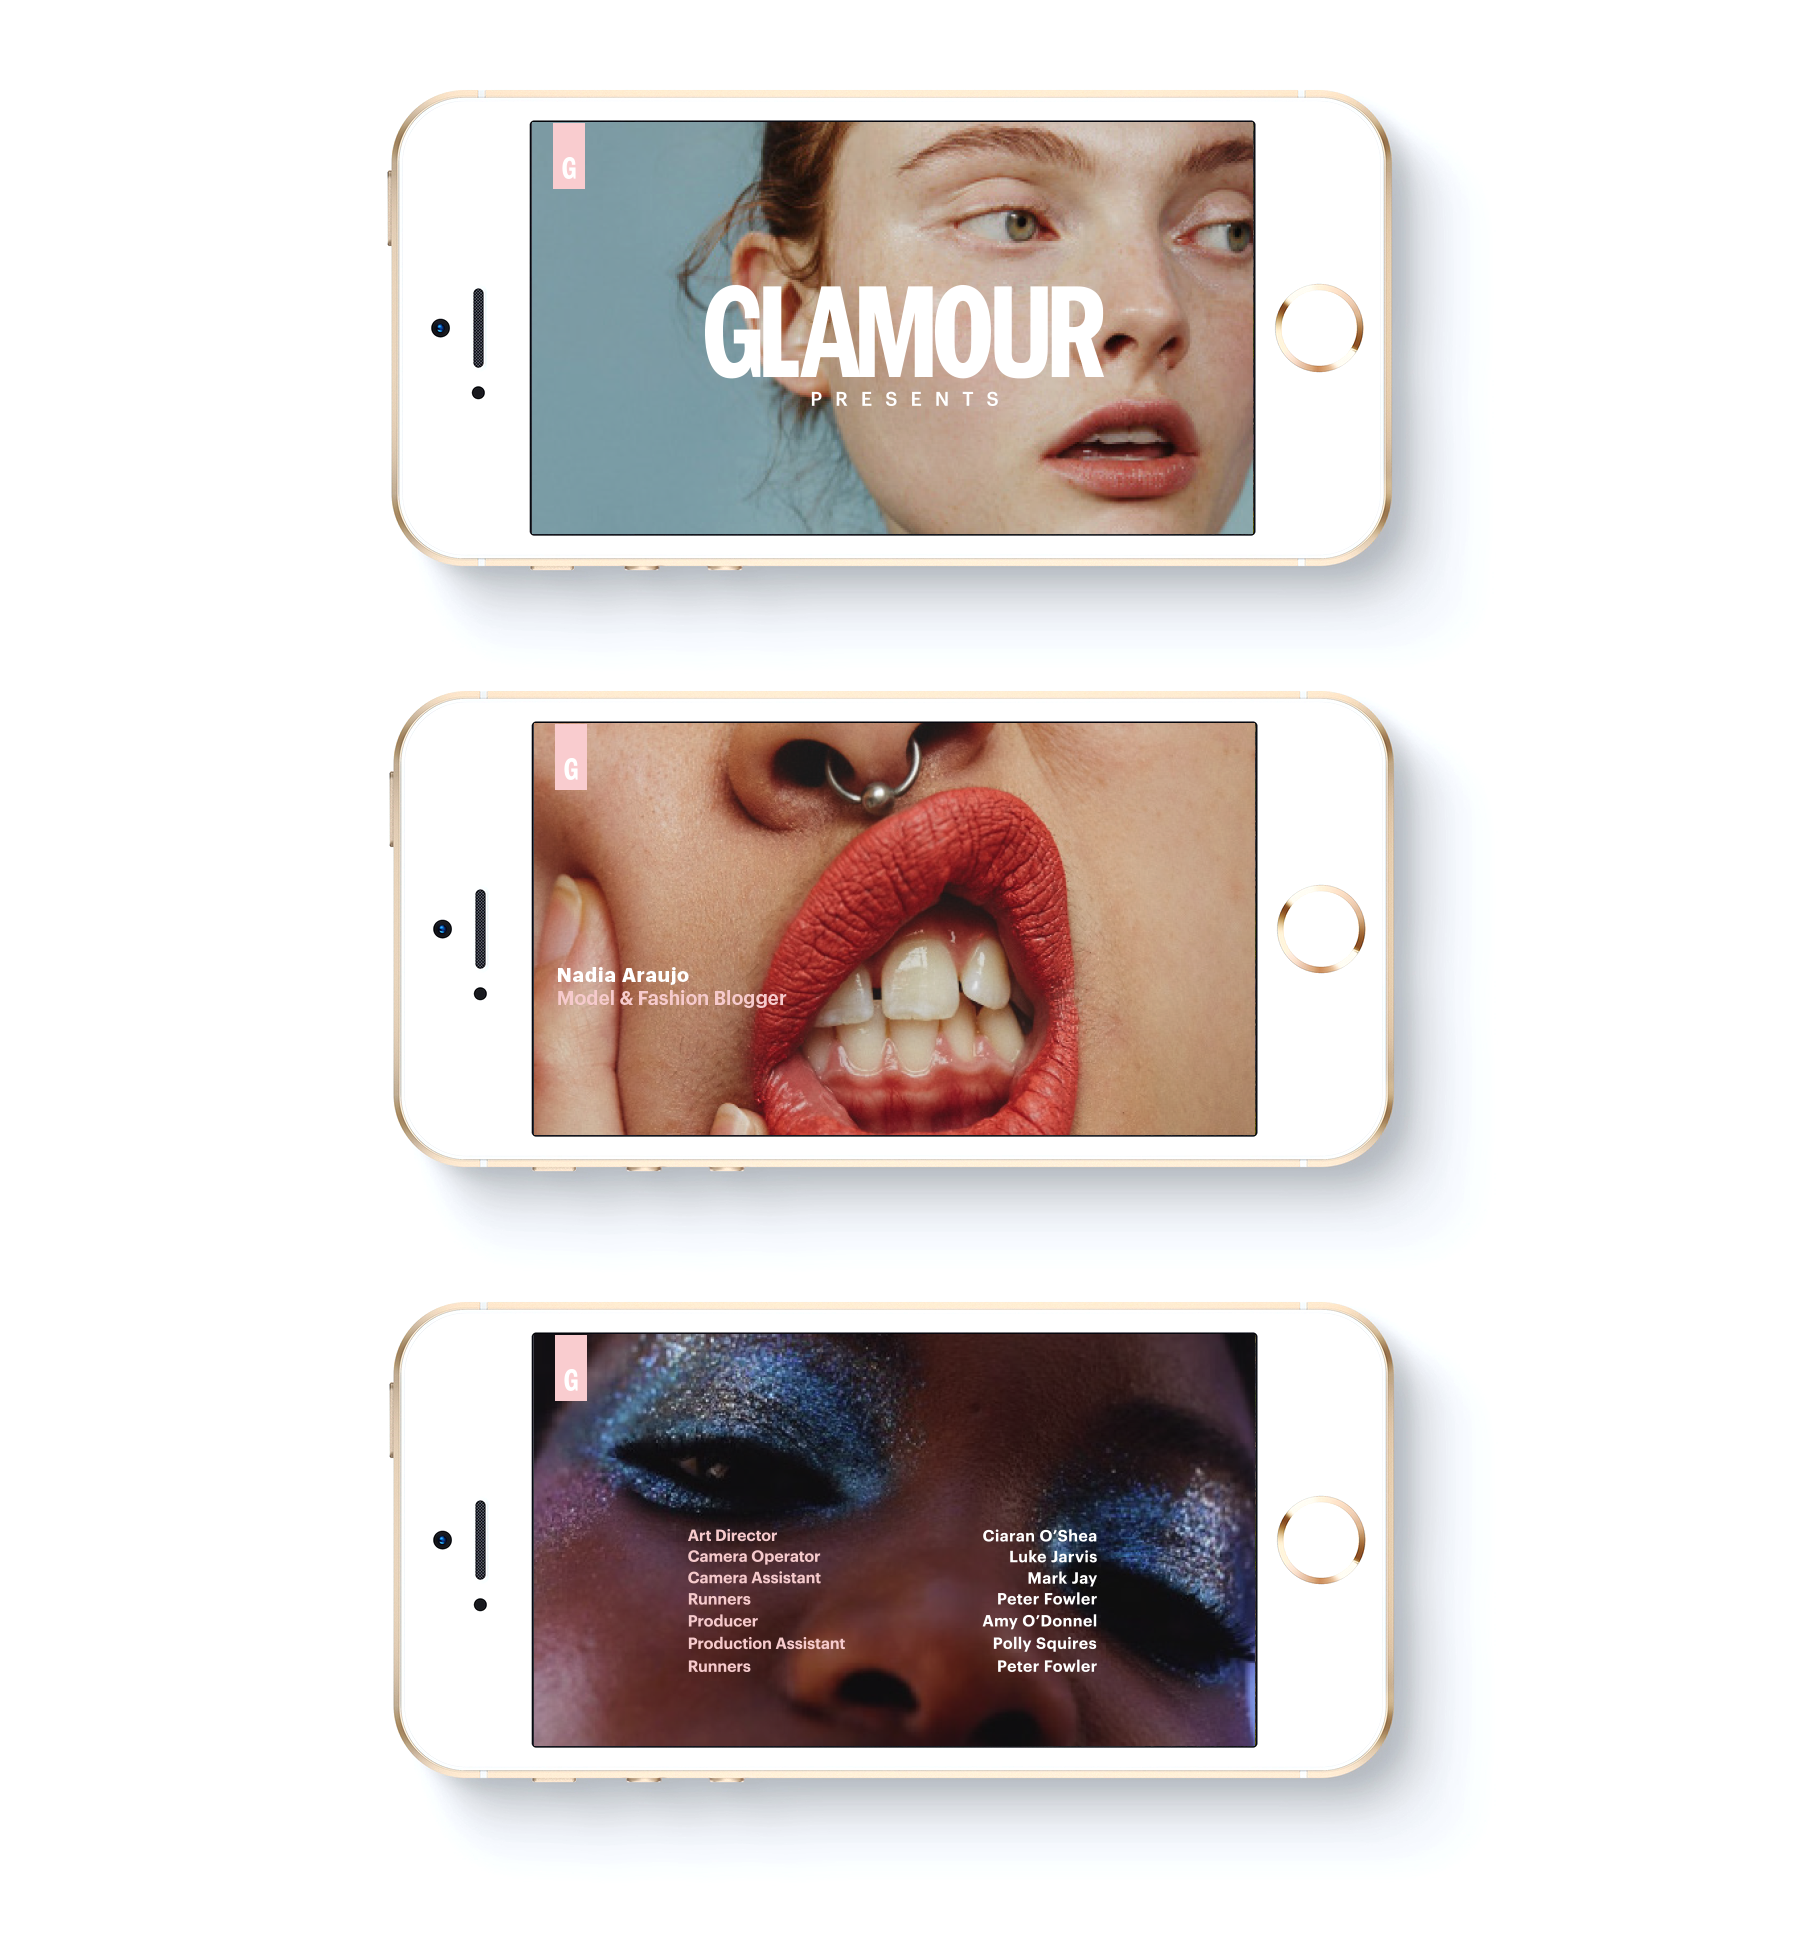 G
GLAMOUR
PRESENTS
G
Nadia Araujo
Model & Fashion Blogger
G
Art Director Ciaran O'Shea
Camera Operator Luke Jarvis
Camera Assistant Mark Jay
Runners Peter Fowler
Producer Amy O'Donnel
Production Assistant Polly Squires
Runners Peter Fowler